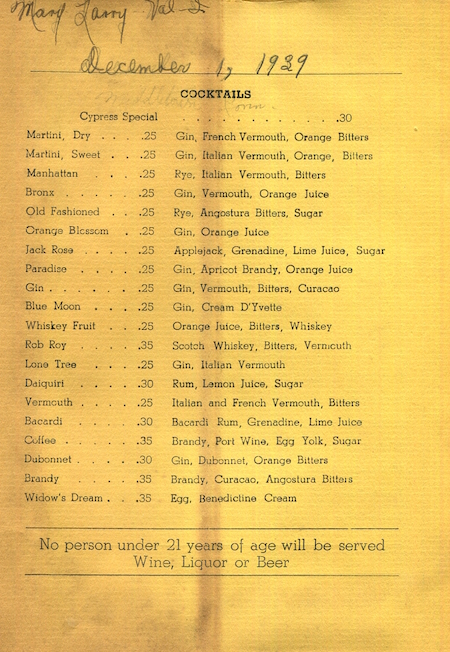 Mary Larry Val-I
December 1, 1939
COCKTAILS
Cypress Special . . . . . . . . . . . .30
Martini, Dry . . . .25 Gin, French Vermouth, Orange Bitters
Martini, Sweet . . .25 Gin, Italian Vermouth, Orange, Bitters
Manhattan . . . .25 Rye, Italian Vermouth, Bitters
Bronx . . . . . .25 Gin, Vermouth, Orange Juice
Old Fashioned . . .25 Rye, Angostura Bitters, Sugar
Orange Blossom . .25 Gin, Orange Juice
Jack Rose . . . . .25 Applejack, Grenadine, Lime Juice, Sugar
Paradise . . . . .25 Gin, Apricot Brandy, Orange Juice
Gin . . . . . . .25 Gin, Vermouth, Bitters, Curacao
Blue Moon . . . .25 Gin, Cream D'Yvette
Whiskey Fruit . . .25 Orange Juice, Bitters, Whiskey
Rob Roy . . . . .35 Scotch Whiskey, Bitters, Vermouth
Lone Tree . . . .25 Gin, Italian Vermouth
Daiquiri . . . . .30 Rum, Lemon Juice, Sugar
Vermouth . . . . .25 Italian and French Vermouth, Bitters
Bacardi . . . . .30 Bacardi Rum, Grenadine, Lime Juice
Coffee . . . . . .35 Brandy, Port Wine, Egg Yolk, Sugar
Dubonnet . . . . .30 Gin, Dubonnet, Orange Bitters
Brandy . . . . .35 Brandy, Curacao, Angostura Bitters
Widow's Dream . . .35 Egg, Benedictine Cream
No person under 21 years of age will be served
Wine, Liquor or Beer